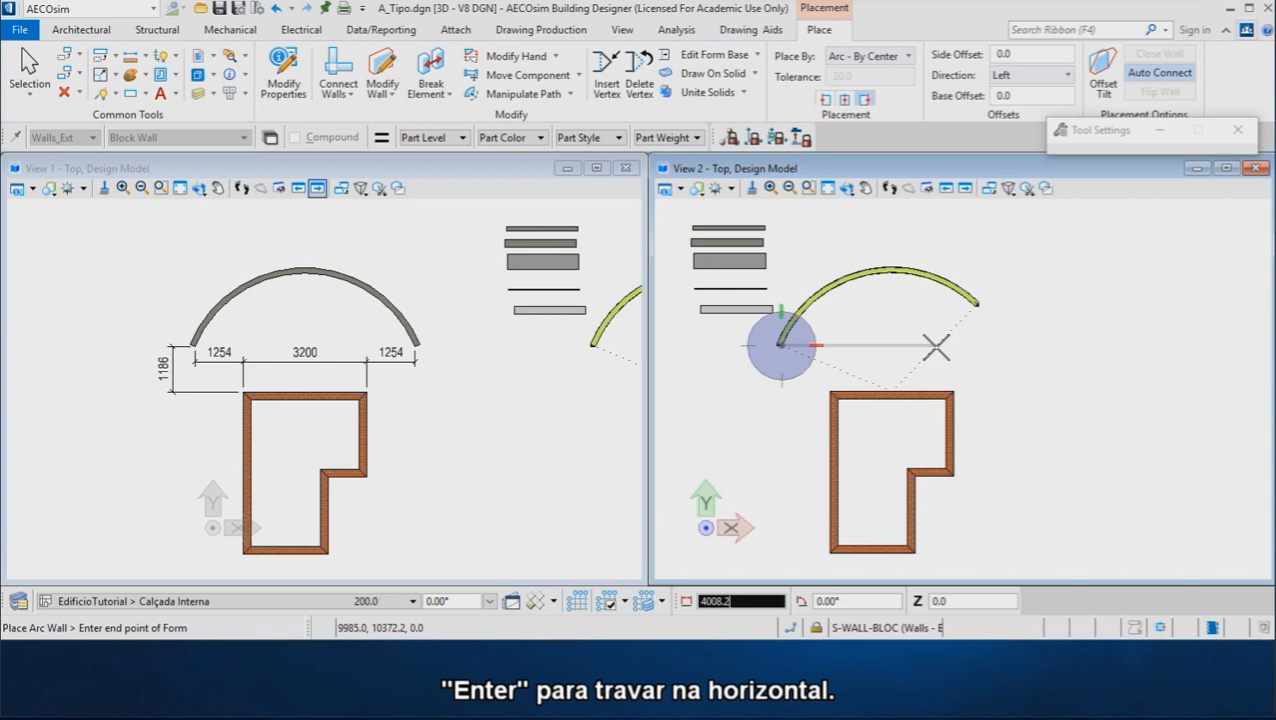 AECOsim
A_Tipo.dgn [3D - V8 DGN] - AECOsim Building Designer (Licensed For Academic Use Only)
Placement
File
Architecture
Structural
Mechanical
Electrical
Data/Reporting
Attach
Drawing Production
View
Analysis
Drawing Aids
Place
Search Ribbon (F4)
Sign in
Selection
Common Tools
Modify Properties
Connect Walls
Modify Wall
Break Element
Modify Hand
Move Component
Manipulate Path
Insert Vertex
Delete Vertex
Edit Form Base
Draw On Solid
Unite Solids
Modify
Place By: Arc - By Center
Tolerance: 20.0
Placement
Side Offset: 0.0
Direction: Left
Base Offset: 0.0
Offsets
Offset Tilt
Close Wall
Auto Connect
Flip Wall
Placement Options
Tool Settings
Walls_Ext
Block Wall
Compound
Part Level
Part Color
Part Style
Part Weight
View 1 - Top, Design Model
View 2 - Top, Design Model
1254
3200
1254
1186
Y
X
Y
X
EdificioTutorial > Calçada Interna
200.0
0.00°
4008.2
0.00°
Z
0.0
Place Arc Wall > Enter end point of Form
9985.0, 10372.2, 0.0
S-WALL-BLOC (Walls - E
"Enter" para travar na horizontal.